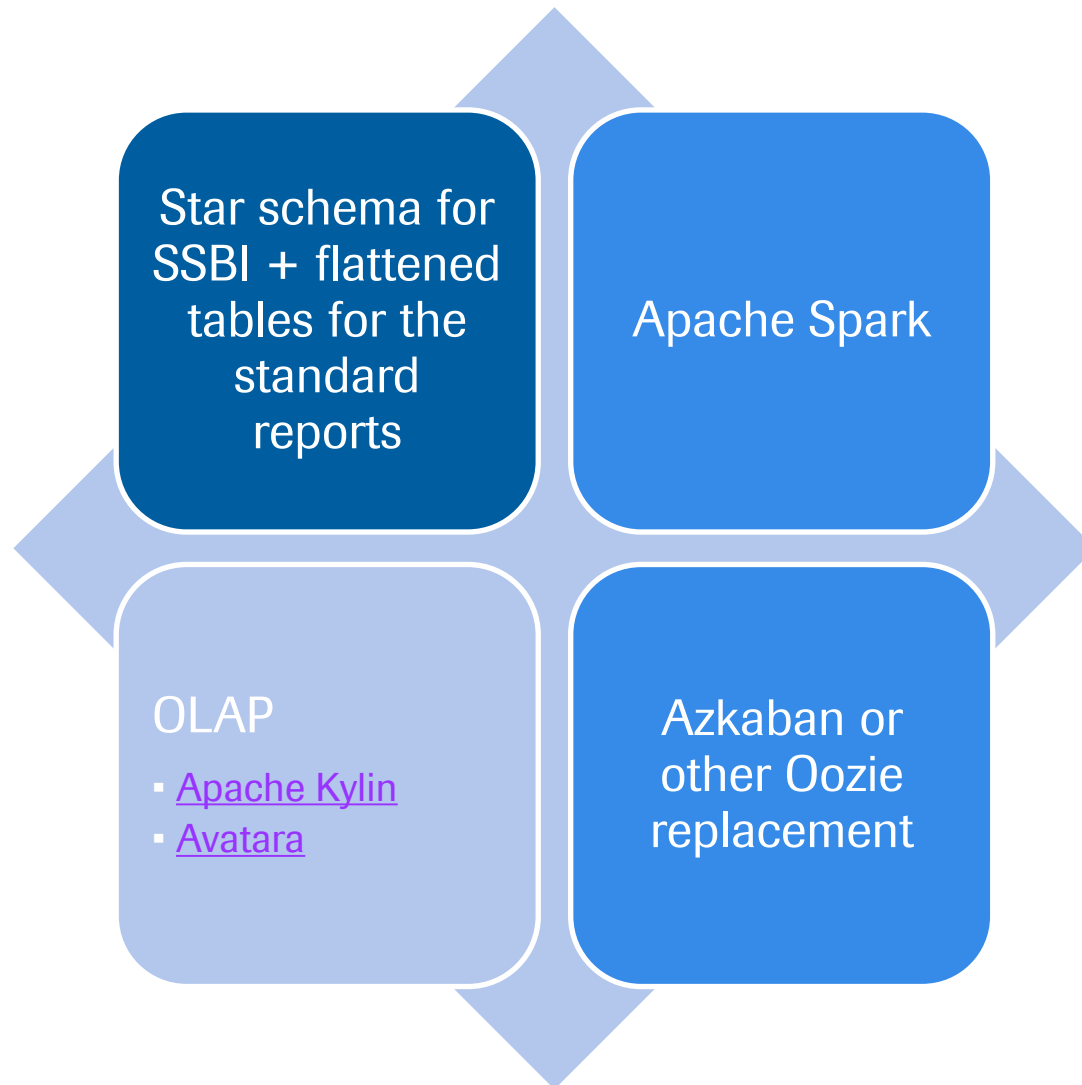 Star schema for
SSBI + flattened
tables for the
standard
reports
Apache Spark
OLAP
▪ Apache Kylin
▪ Avatara
Azkaban or
other Oozie
replacement